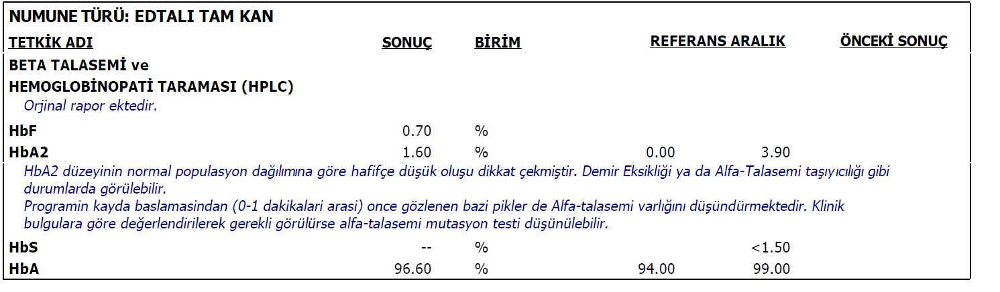 NUMUNE TÜRÜ: EDTALI TAM KAN
TETKİK ADI SONUÇ BİRİM REFERANS ARALIK ÖNCEKİ SONUÇ
BETA TALASEMİ ve
HEMOGLOBİNOPATİ TARAMASI (HPLC)
Orjinal rapor ektedir.
HbF 0.70 %
HbA2 1.60 % 0.00 3.90
HbA2 düzeyinin normal populasyon dağılımına göre hafifçe düşük oluşu dikkat çekmiştir. Demir Eksikliği ya da Alfa-Talasemi taşıyıcılığı gibi
durumlarda görülebilir.
Programin kayda baslamasindan (0-1 dakikalari arasi) once gözlenen bazi pikler de Alfa-talasemi varlığını düşündürmektedir. Klinik
bulgulara göre değerlendirilerek gerekli görülürse alfa-talasemi mutasyon testi düşünülebilir.
HbS -- % <1.50
HbA 96.60 % 94.00 99.00